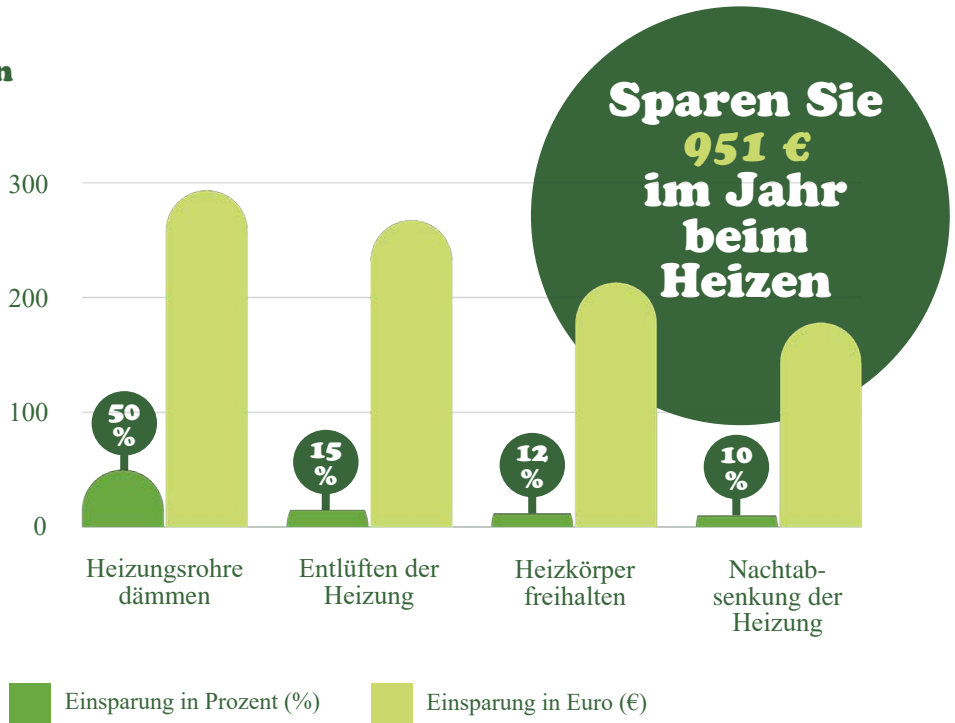 n
Sparen Sie
951 €
im Jahr
beim
Heizen
300
200
100
0
50
%
15
%
12
%
10
%
Heizungsrohre
dämmen
Entlüften der
Heizung
Heizkörper
freihalten
Nachtab-
senkung der
Heizung
Einsparung in Prozent (%)
Einsparung in Euro (€)